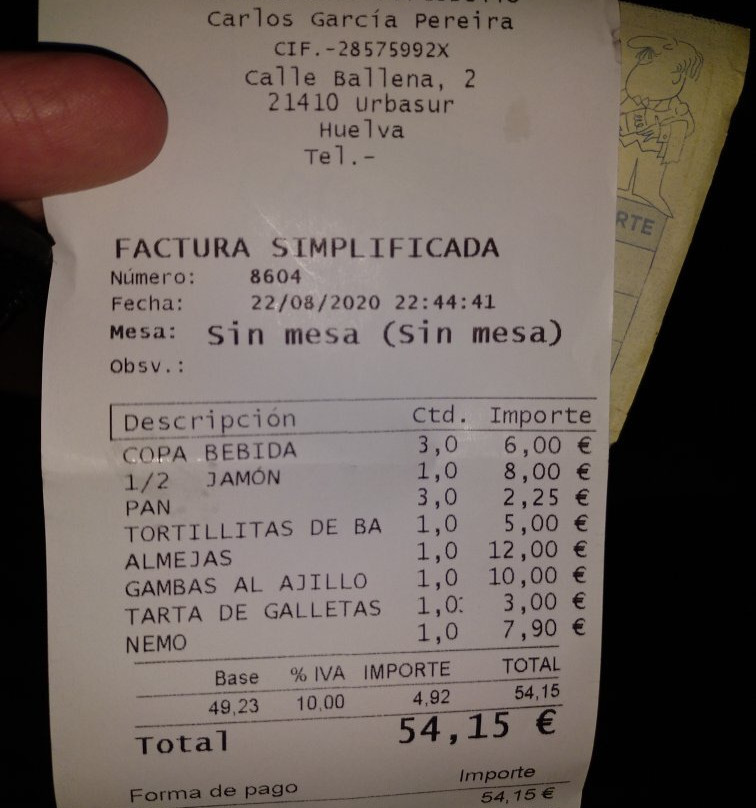 Carlos García Pereira
CIF.-28575992X
Calle Ballena, 2
21410 Urbasur
Huelva
Tel.-
FACTURA SIMPLIFICADA
Número: 8604
Fecha: 22/08/2020 22:44:41
Mesa: Sin mesa (Sin mesa)
Obsv.:
Descripción Ctd. Importe
COPA BEBIDA 3,0 6,00 €
1/2 JAMÓN 1,0 8,00 €
PAN 3,0 2,25 €
TORTILLITAS DE BA 1,0 5,00 €
ALMEJAS 1,0 12,00 €
GAMBAS AL AJILLO 1,0 10,00 €
TARTA DE GALLETAS 1,0 3,00 €
NEMO 1,0 7,90 €
Base % IVA IMPORTE TOTAL
49,23 10,00 4,92 54,15
Total 54,15 €
Forma de pago Importe
54,15 €
RTE